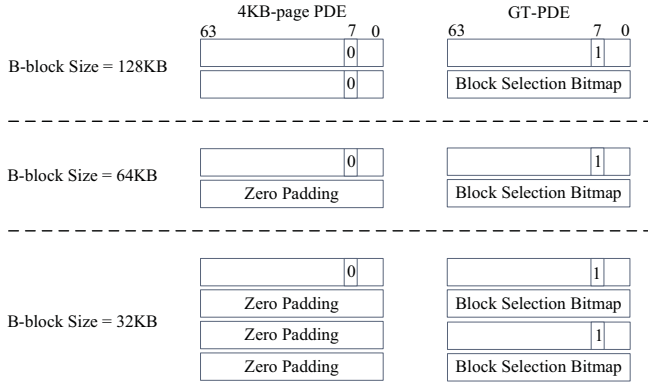 4KB-page PDE GT-PDE
63 7 0 63 7 0
B-block Size = 128KB
0 1
0 Block Selection Bitmap
B-block Size = 64KB
0 1
Zero Padding Block Selection Bitmap
B-block Size = 32KB
0 1
Zero Padding Block Selection Bitmap
Zero Padding 1
Zero Padding Block Selection Bitmap